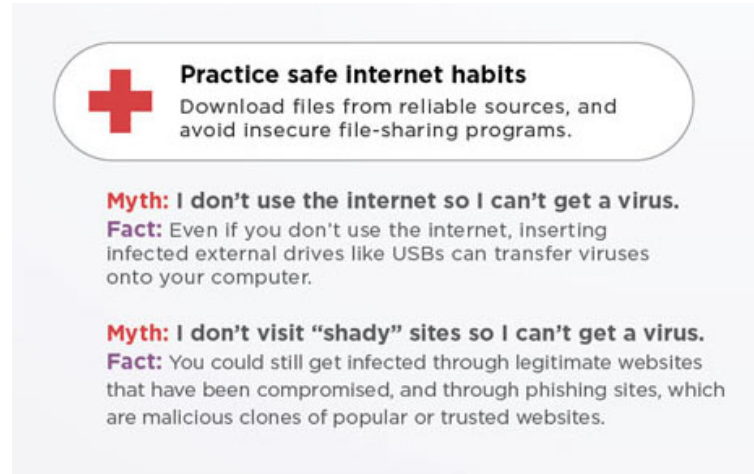 Practice safe internet habits
Download files from reliable sources, and
avoid insecure file-sharing programs.
Myth: I don’t use the internet so I can’t get a virus.
Fact: Even if you don’t use the internet, inserting
infected external drives like USBs can transfer viruses
onto your computer.
Myth: I don’t visit “shady” sites so I can’t get a virus.
Fact: You could still get infected through legitimate websites
that have been compromised, and through phishing sites, which
are malicious clones of popular or trusted websites.